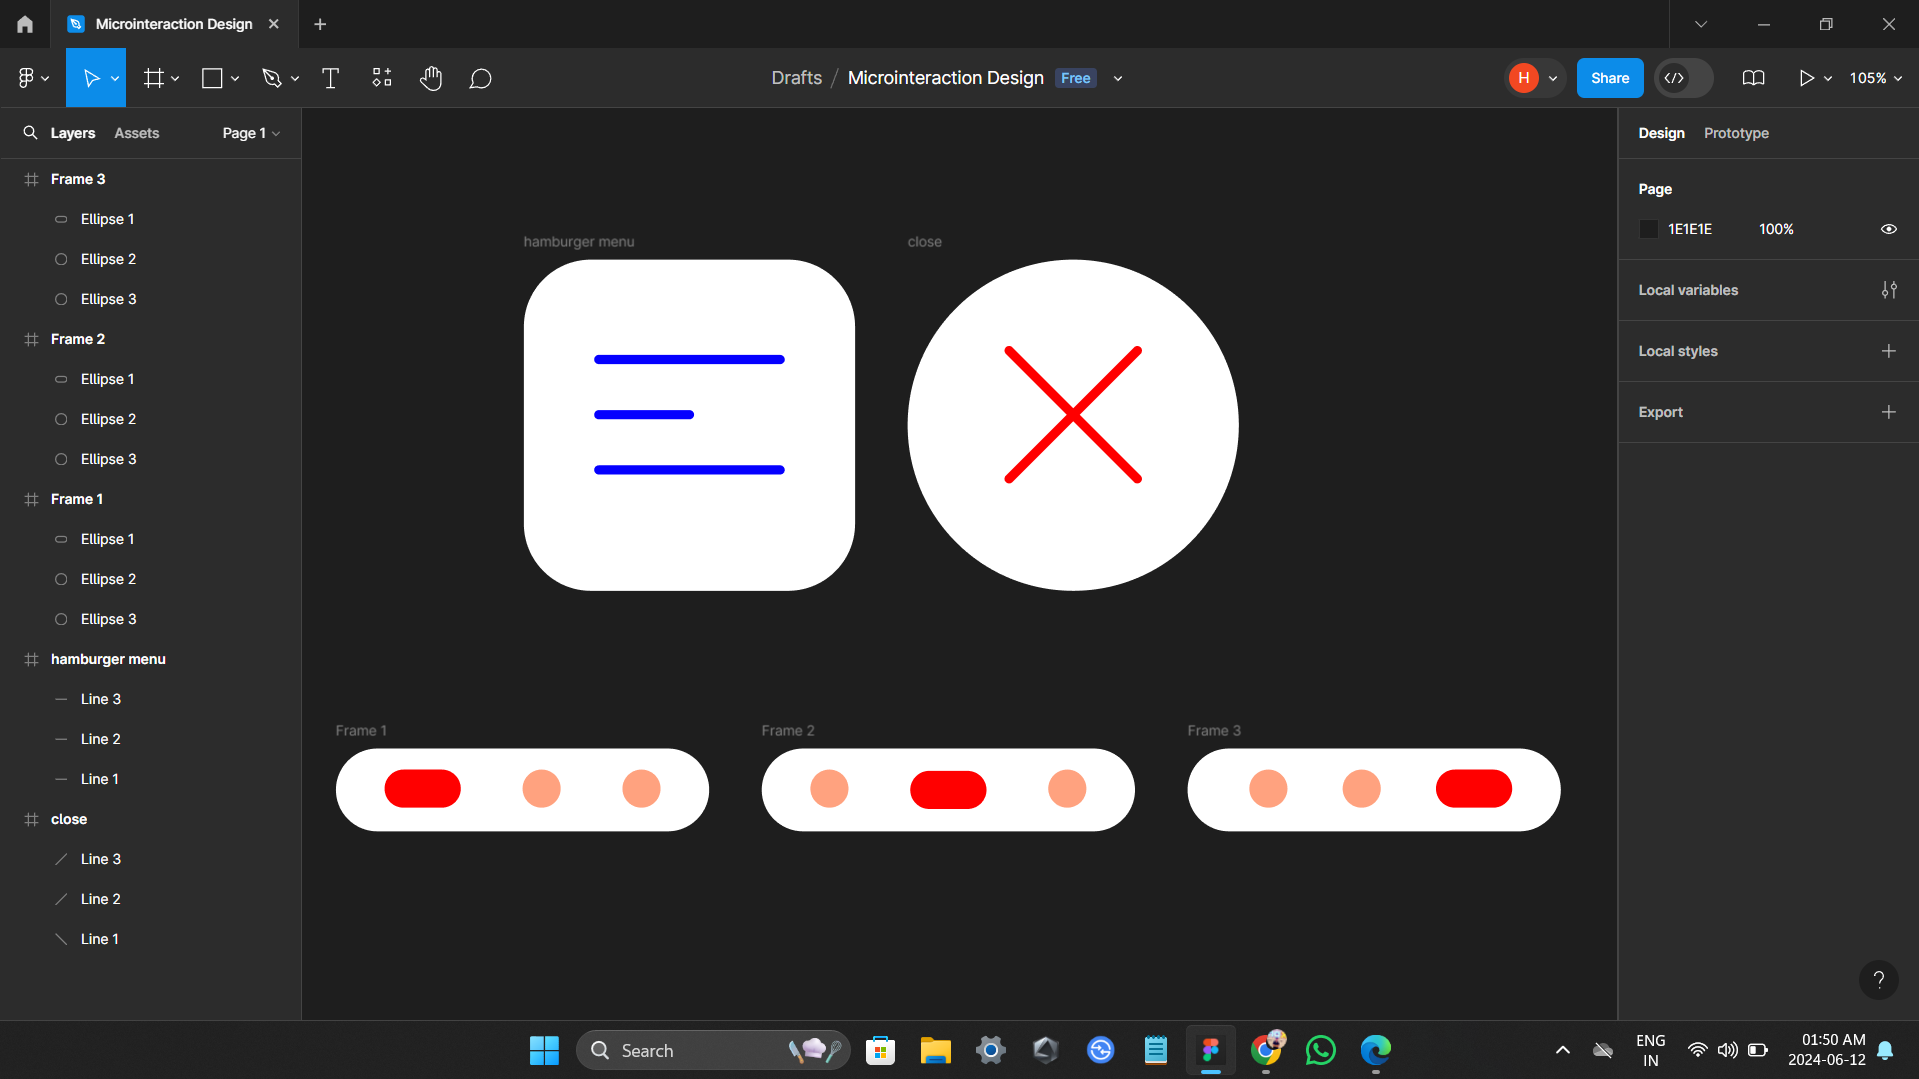 Microinteraction Design
Drafts / Microinteraction Design Free
H
Share
105%
Layers Assets Page 1
Frame 3
Ellipse 1
Ellipse 2
Ellipse 3
Frame 2
Ellipse 1
Ellipse 2
Ellipse 3
Frame 1
Ellipse 1
Ellipse 2
Ellipse 3
hamburger menu
Line 3
Line 2
Line 1
close
Line 3
Line 2
Line 1
hamburger menu
close
Frame 1
Frame 2
Frame 3
Design Prototype
Page
1E1E1E 100%
Local variables
Local styles
Export
?
Search
ENG
IN
01:50 AM
2024-06-12